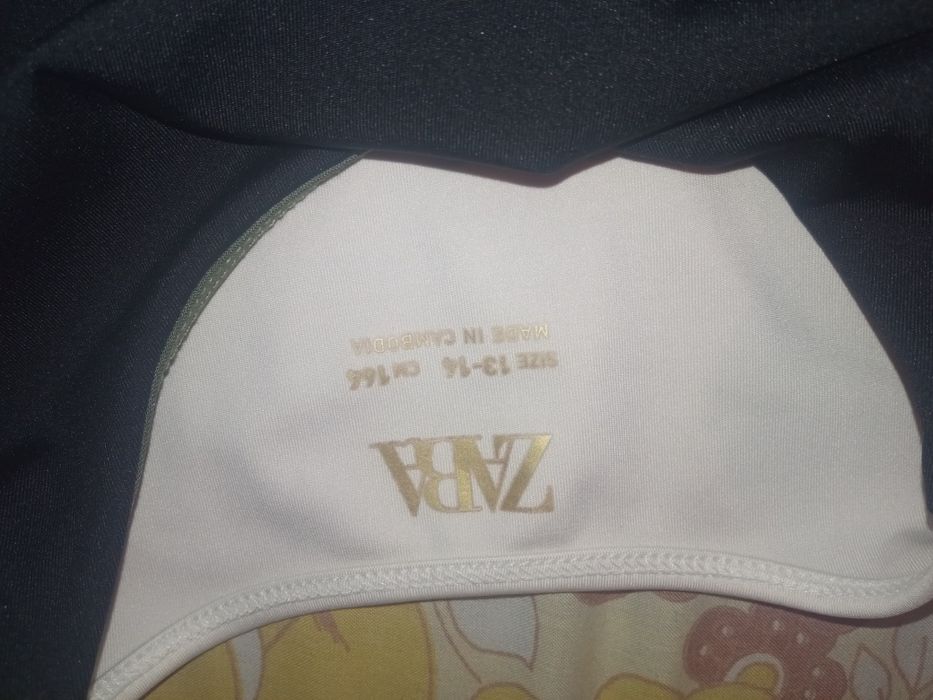 ZARA
SIZE 13-14 CM 164
MADE IN CAMBODIA